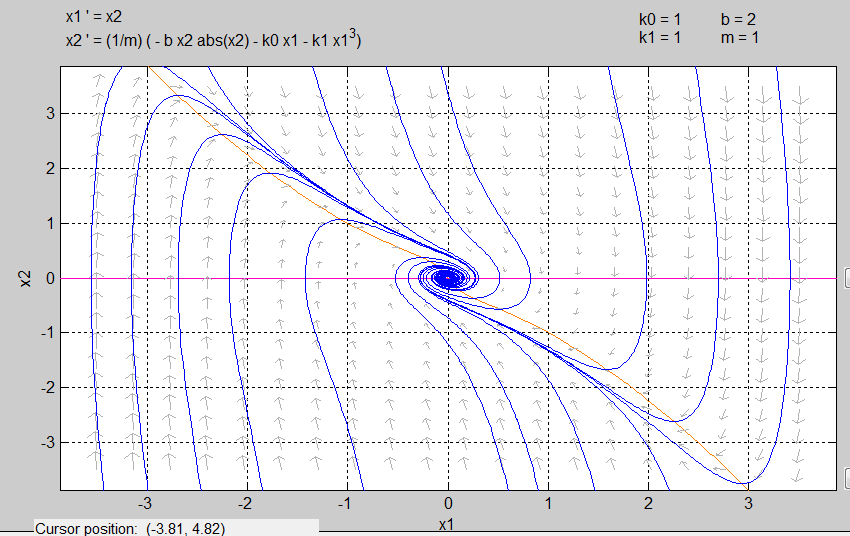 x1 ' = x2
x2 ' = (1/m) ( - b x2 abs(x2) - k0 x1 - k1 x1³)
k0 = 1 b = 2
k1 = 1 m = 1
3
2
1
0
-1
-2
-3
x2
-3 -2 -1 0 1 2 3
x1
Cursor position: (-3.81, 4.82)